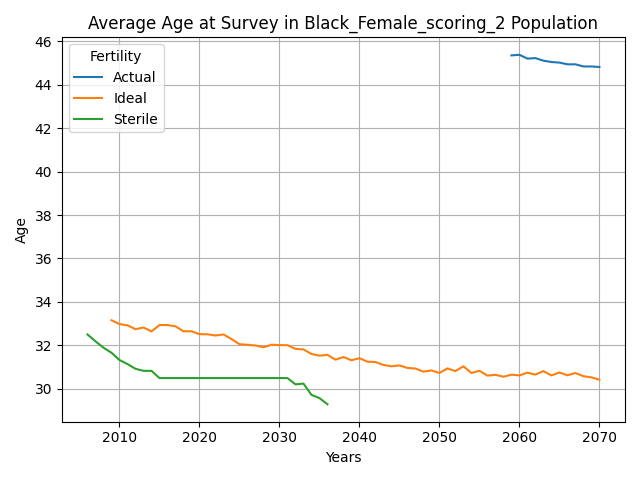 Average Age at Survey in Black_Female_scoring_2 Population
Fertility
Actual
Ideal
Sterile
Age
46
44
42
40
38
36
34
32
30
2010 2020 2030 2040 2050 2060 2070
Years